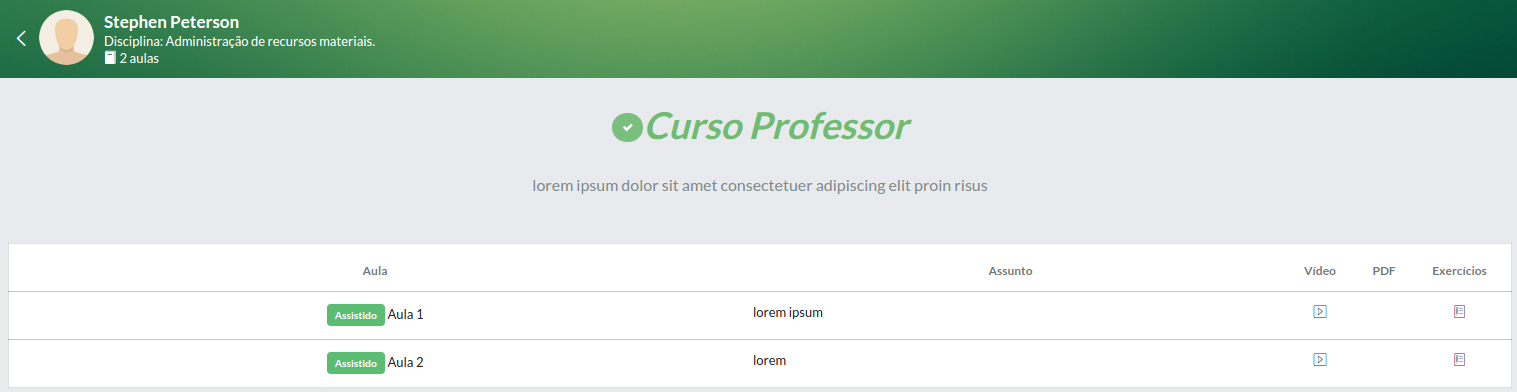 Stephen Peterson
Disciplina: Administração de recursos materiais.
2 aulas
Curso Professor
lorem ipsum dolor sit amet consectetuer adipiscing elit proin risus
Aula Assunto Vídeo PDF Exercícios
Assistido Aula 1 lorem ipsum
Assistido Aula 2 lorem